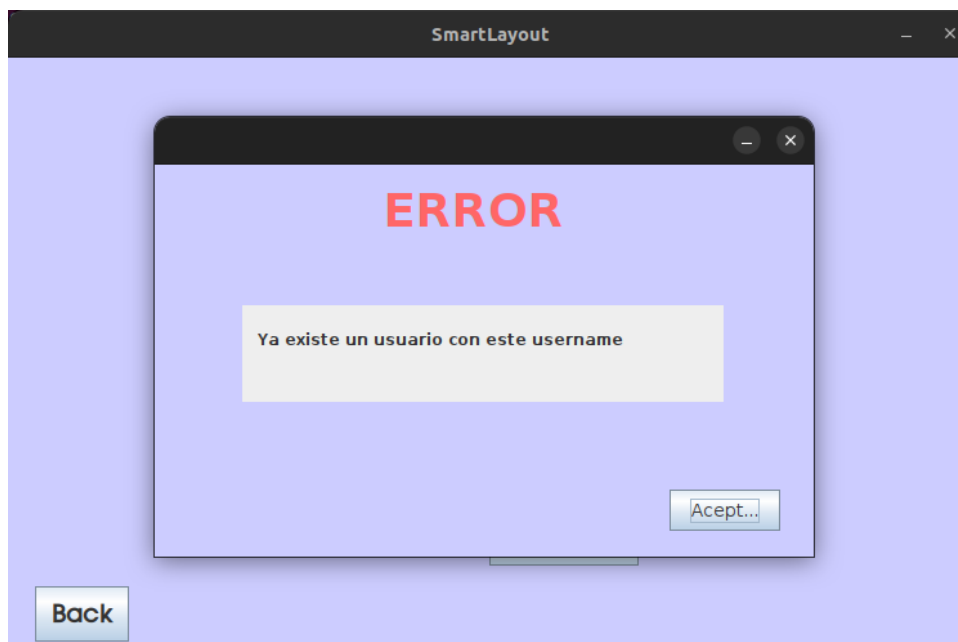 SmartLayout
ERROR
Ya existe un usuario con este username
Acept...
Back